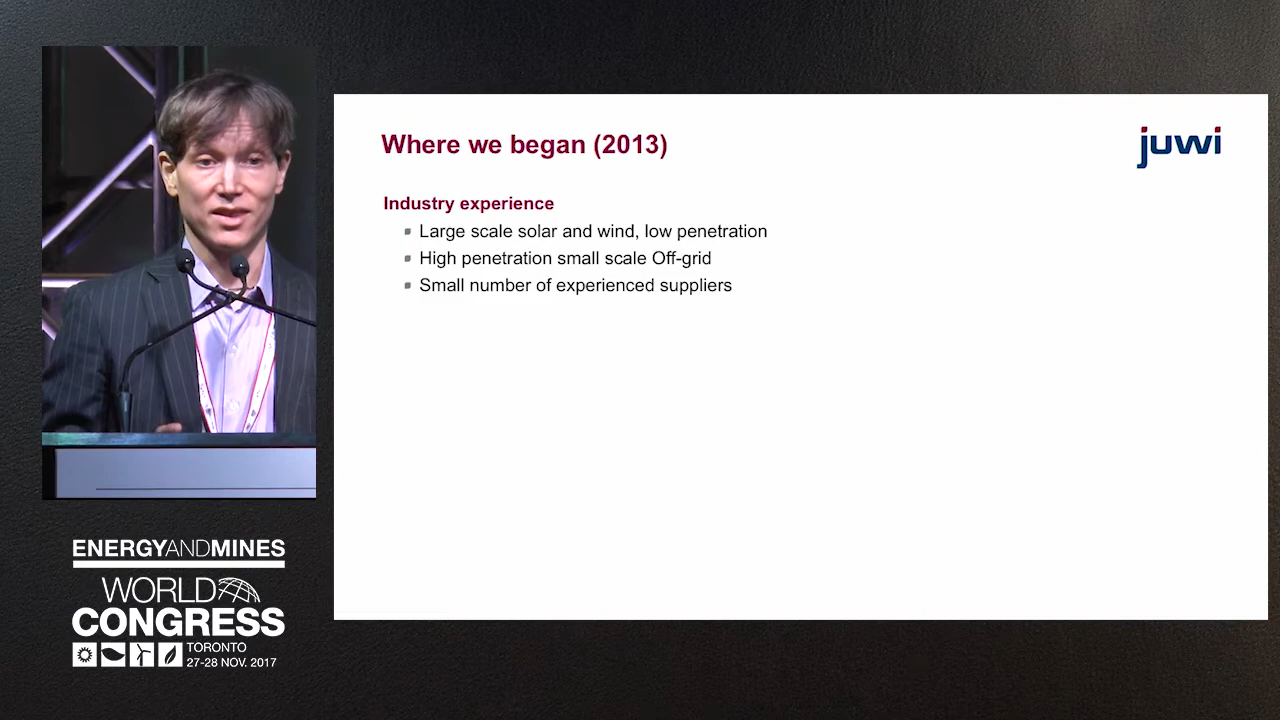 Where we began (2013)
juwi
Industry experience
Large scale solar and wind, low penetration
High penetration small scale Off-grid
Small number of experienced suppliers
ENERGYANDMINES
WORLD
CONGRESS
TORONTO
27-28 NOV. 2017